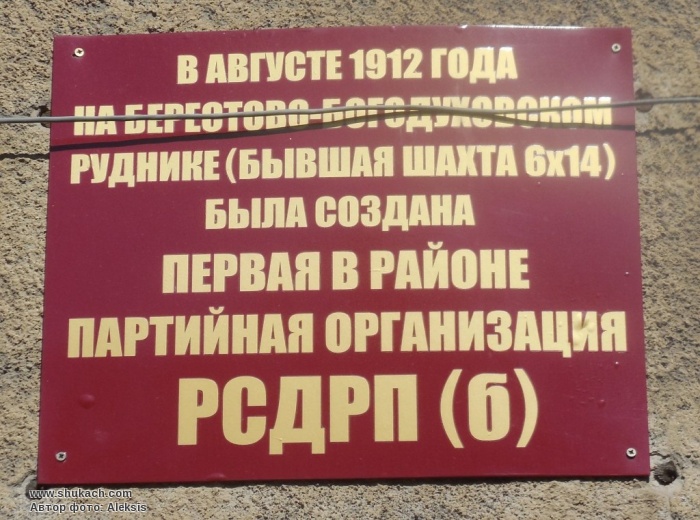 В АВГУСТЕ 1912 ГОДА
НА БЕРЕСТОВО-БОГОДУХОВСКОМ
РУДНИКЕ (БЫВШАЯ ШАХТА 6х14)
БЫЛА СОЗДАНА
ПЕРВАЯ В РАЙОНЕ
ПАРТИЙНАЯ ОРГАНИЗАЦИЯ
РСДРП (б)
www.shukach.com
Автор фото: Aleksis